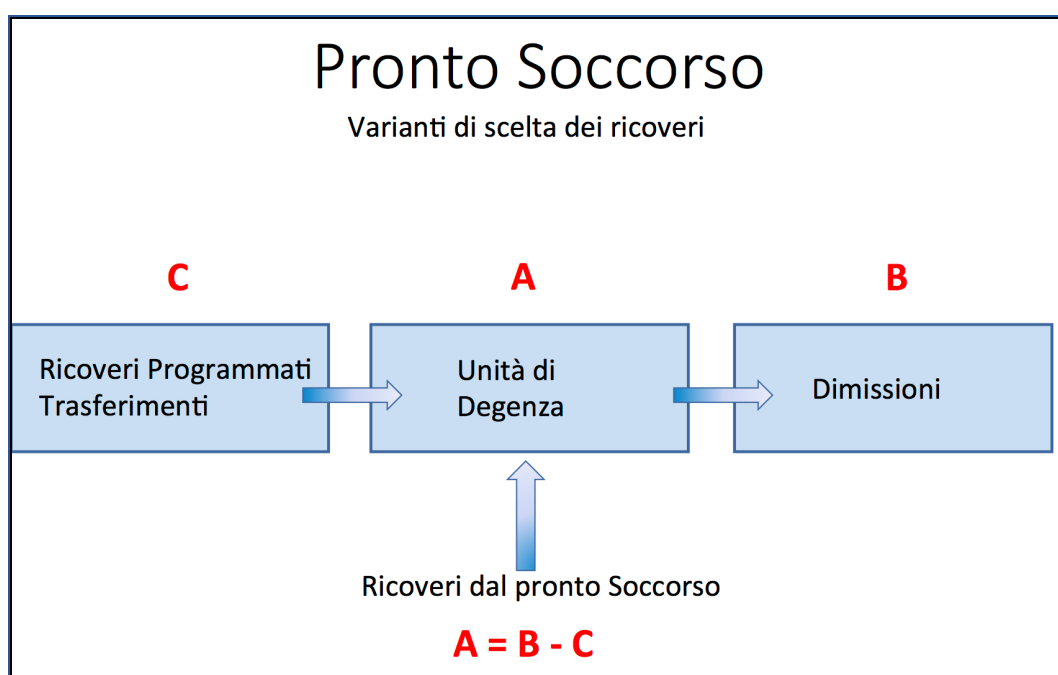 Pronto Soccorso
Varianti di scelta dei ricoveri
C
A
B
Ricoveri Programmati
Trasferimenti
Unità di
Degenza
Dimissioni
Ricoveri dal pronto Soccorso
A = B - C